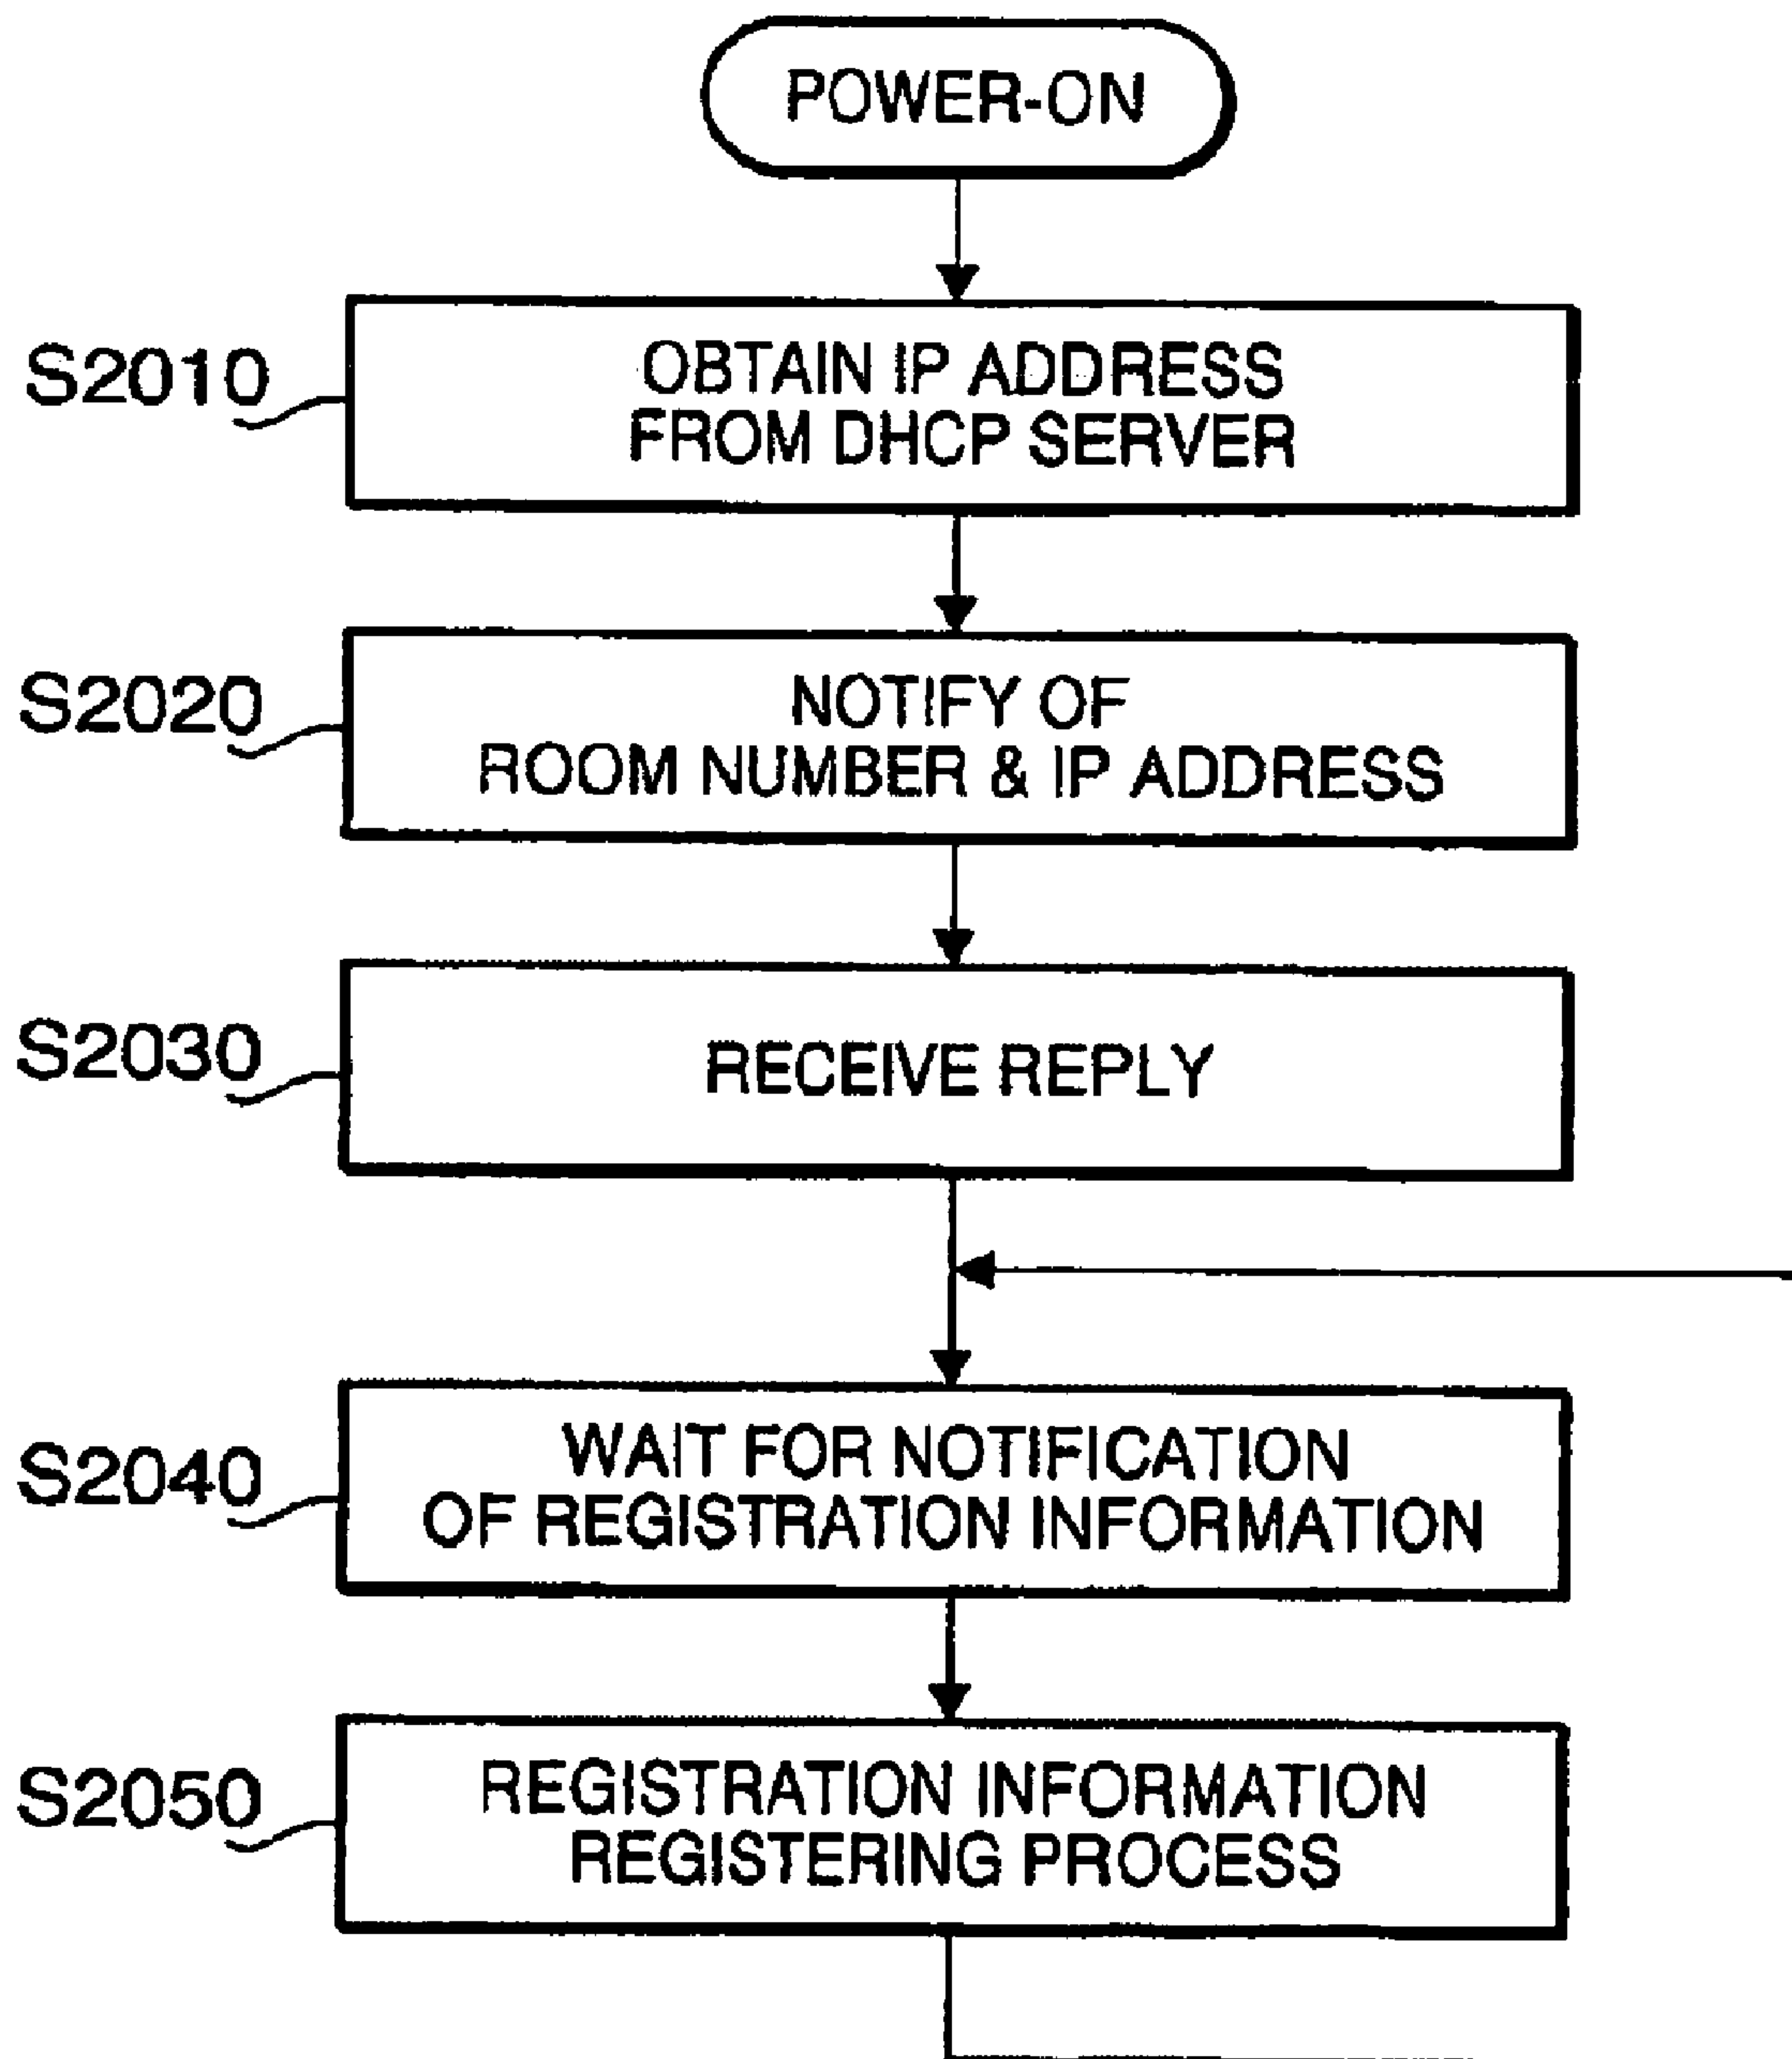 POWER-ON
S2010
OBTAIN IP ADDRESS
FROM DHCP SERVER
S2020
NOTIFY OF
ROOM NUMBER & IP ADDRESS
S2030
RECEIVE REPLY
S2040
WAIT FOR NOTIFICATION
OF REGISTRATION INFORMATION
S2050
REGISTRATION INFORMATION
REGISTERING PROCESS